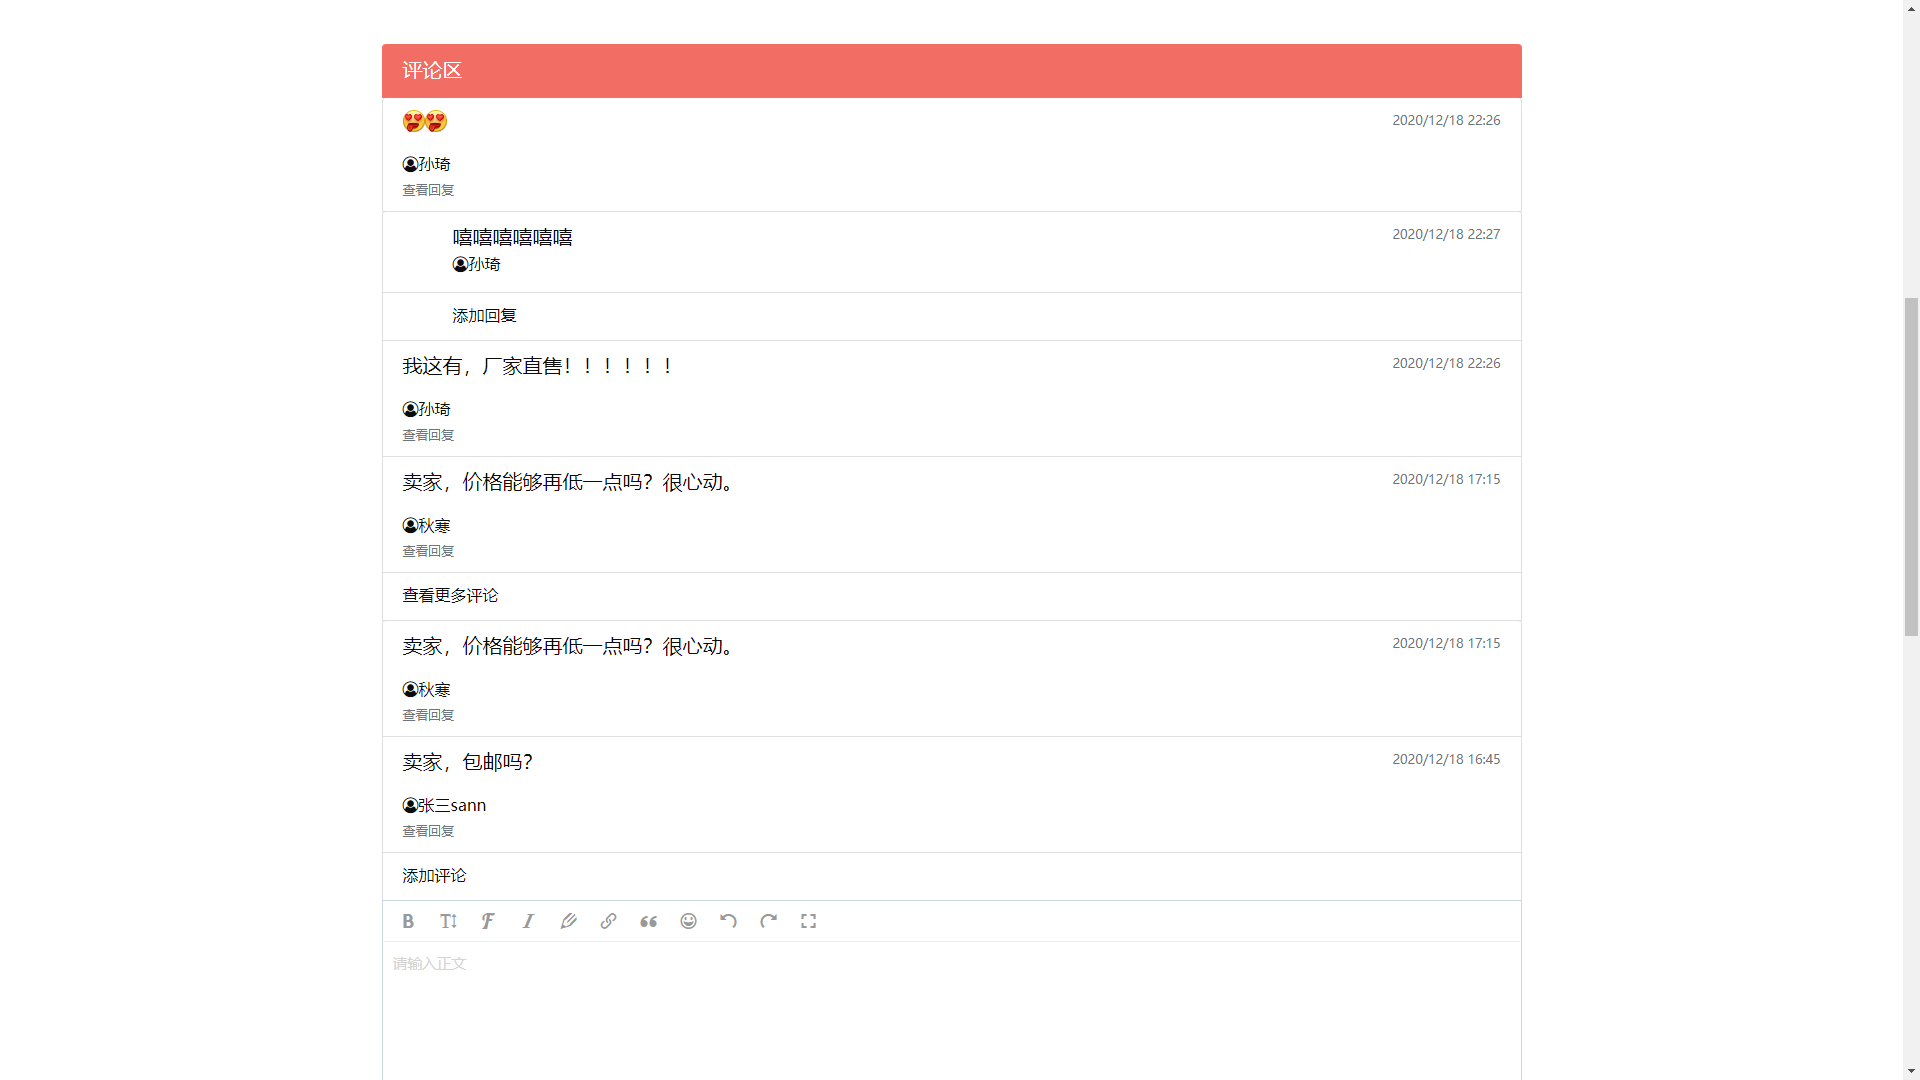 评论区
😍😍
2020/12/18 22:26
孙琦
查看回复
嘻嘻嘻嘻嘻嘻
2020/12/18 22:27
孙琦
添加回复
我这有，厂家直售！！！！！！
2020/12/18 22:26
孙琦
查看回复
卖家，价格能够再低一点吗？很心动。
2020/12/18 17:15
秋寒
查看回复
查看更多评论
卖家，价格能够再低一点吗？很心动。
2020/12/18 17:15
秋寒
查看回复
卖家，包邮吗？
2020/12/18 16:45
张三sann
查看回复
添加评论
请输入正文